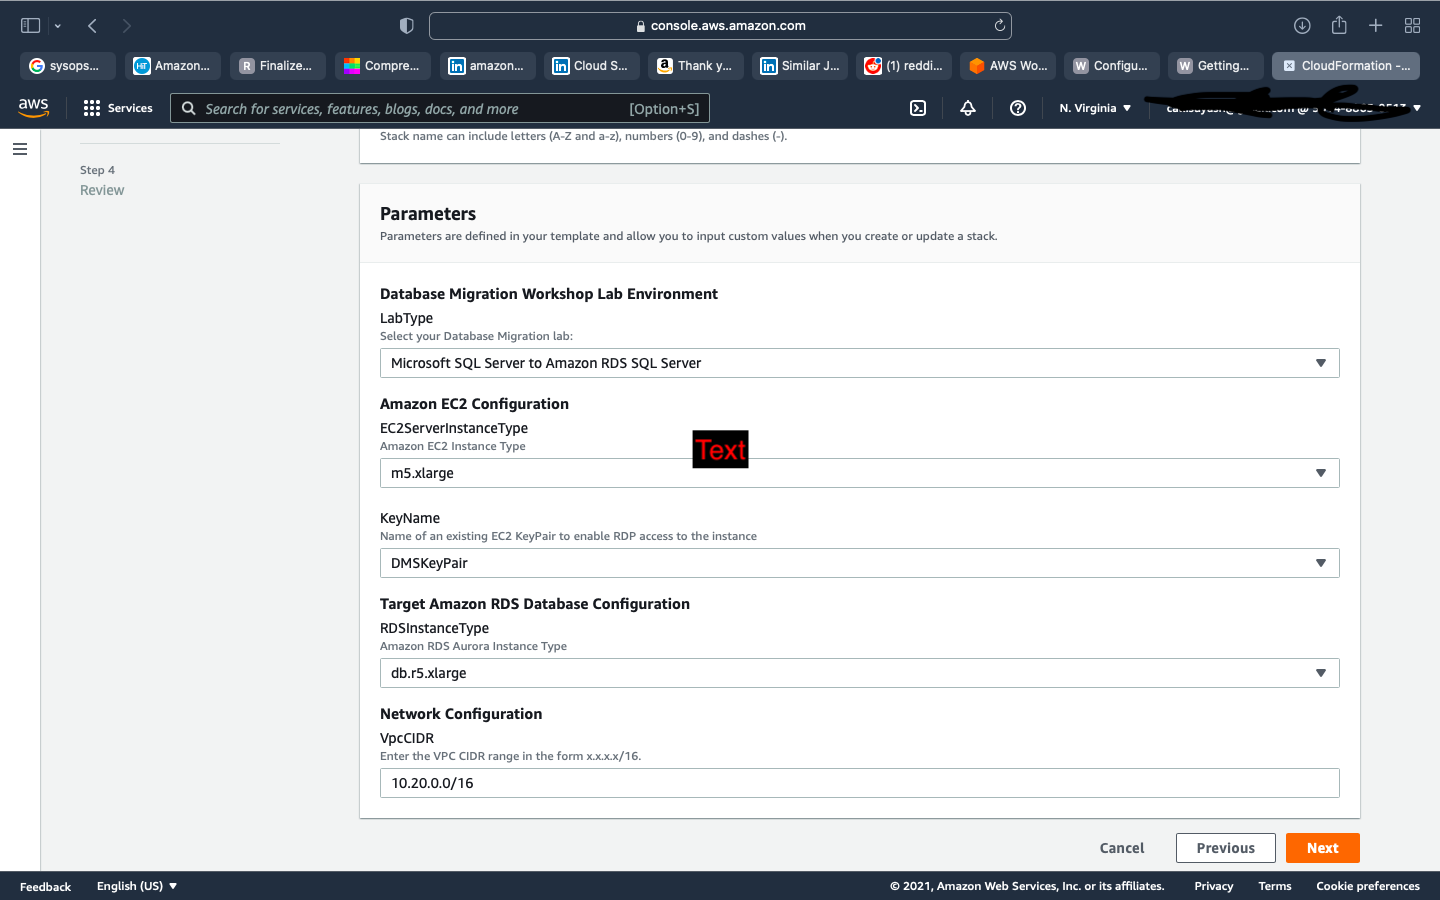 console.aws.amazon.com
sysops...
Amazon...
Finalize...
Compre...
amazon...
Cloud S...
Thank y...
Similar J...
(1) reddi...
AWS Wo...
Configu...
Getting...
CloudFormation -...
aws
Services
Search for services, features, blogs, docs, and more
[Option+S]
N. Virginia
Stack name can include letters (A-Z and a-z), numbers (0-9), and dashes (-).
Step 4
Review
Parameters
Parameters are defined in your template and allow you to input custom values when you create or update a stack.
Database Migration Workshop Lab Environment
LabType
Select your Database Migration lab:
Microsoft SQL Server to Amazon RDS SQL Server
Amazon EC2 Configuration
EC2ServerInstanceType
Amazon EC2 Instance Type
Text
m5.xlarge
KeyName
Name of an existing EC2 KeyPair to enable RDP access to the instance
DMSKeyPair
Target Amazon RDS Database Configuration
RDSInstanceType
Amazon RDS Aurora Instance Type
db.r5.xlarge
Network Configuration
VpcCIDR
Enter the VPC CIDR range in the form x.x.x.x/16.
10.20.0.0/16
Cancel
Previous
Next
Feedback
English (US)
© 2021, Amazon Web Services, Inc. or its affiliates.
Privacy
Terms
Cookie preferences